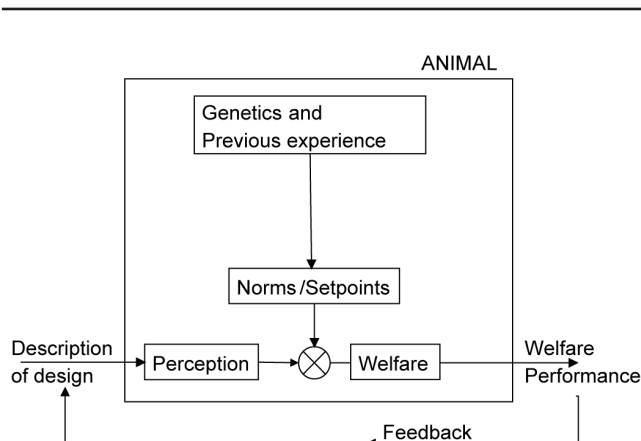 ANIMAL
Genetics and
Previous experience
Norms/Setpoints
Description
of design
Perception
Welfare
Welfare
Performance
Feedback